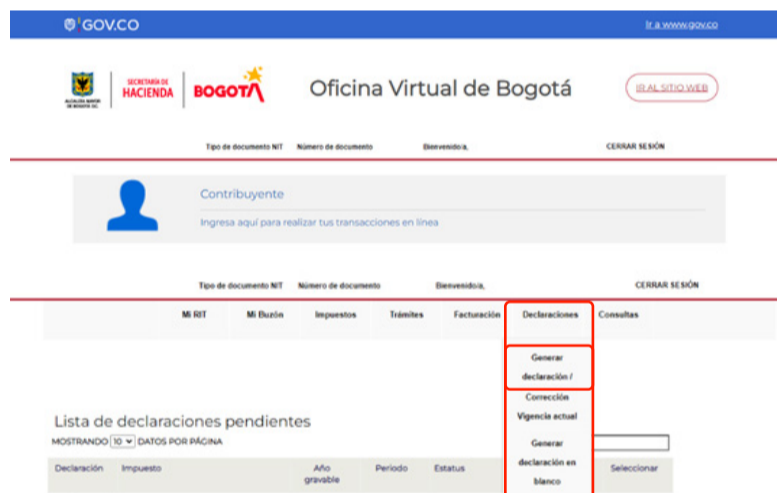 GOV.CO
Ir a www.gov.co
ALCALDÍA MAYOR
DE BOGOTÁ D.C.
SECRETARÍA DE
HACIENDA
BOGOTÁ
Oficina Virtual de Bogotá
IR AL SITIO WEB
Tipo de documento NIT Número de documento Bienvenido/a, CERRAR SESIÓN
Contribuyente
Ingresa aquí para realizar tus transacciones en línea
Tipo de documento NIT Número de documento Bienvenido/a, CERRAR SESIÓN
Mi RIT Mi Buzón Impuestos Trámites Facturación Declaraciones Consultas
Generar
declaración /
Corrección
Vigencia actual
Generar
declaración en
blanco
Lista de declaraciones pendientes
MOSTRANDO 10 DATOS POR PÁGINA
Declaración Impuesto Año gravable Periodo Estatus Seleccionar